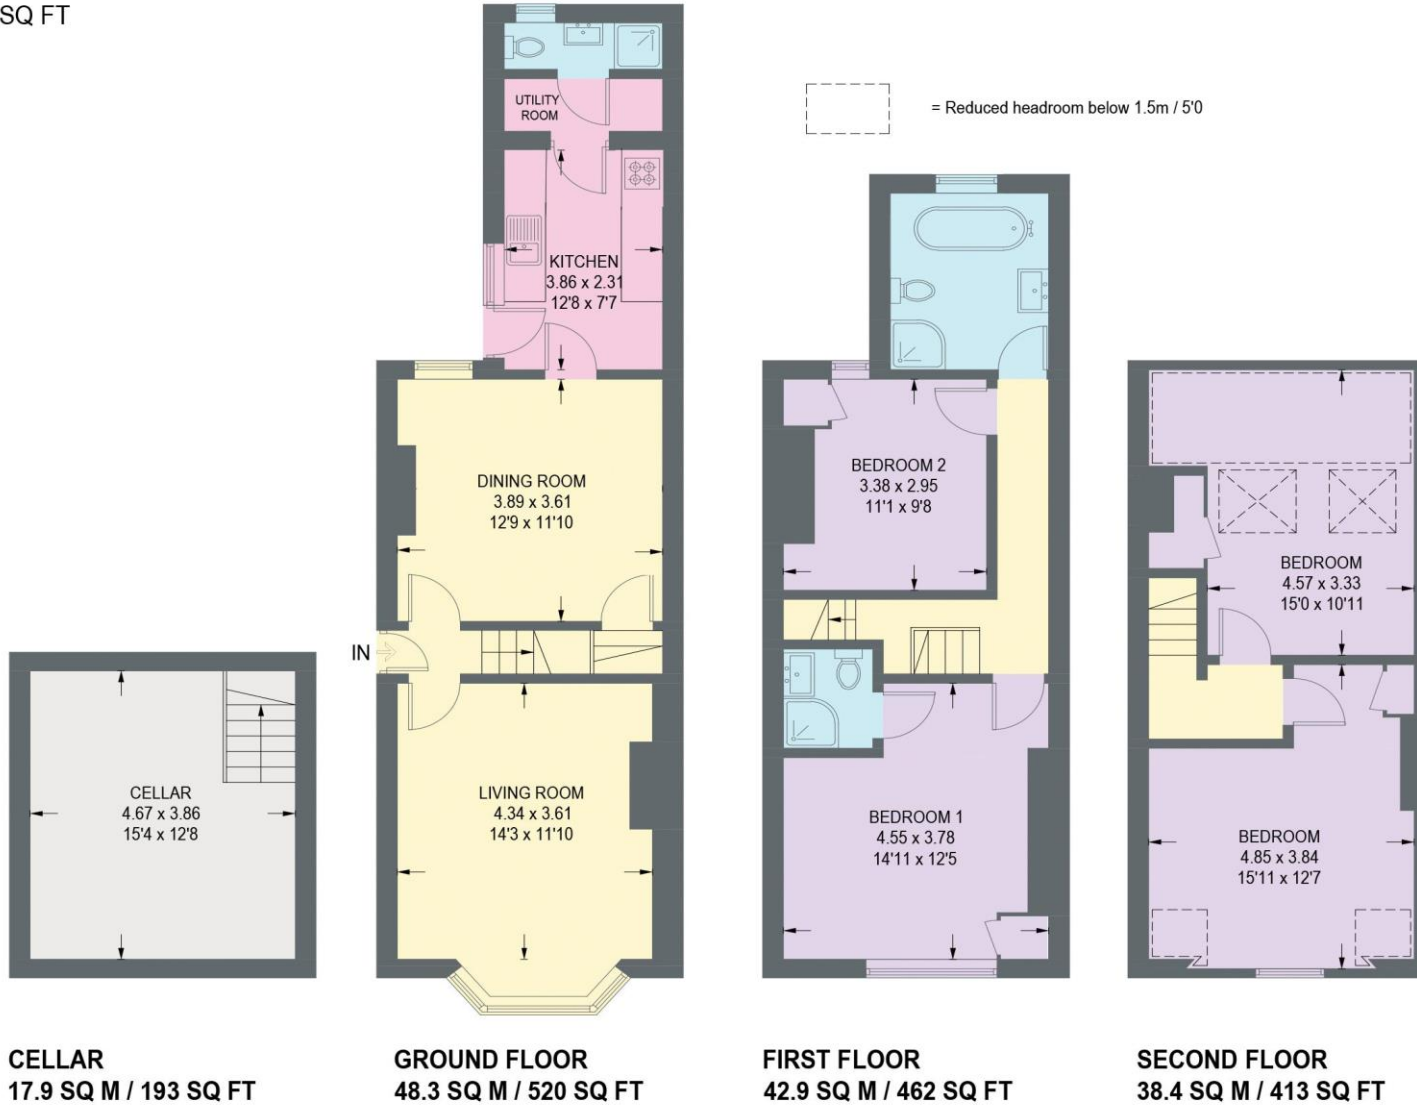 SQ FT
= Reduced headroom below 1.5m / 5'0
UTILITY
ROOM
KITCHEN
3.86 x 2.31
12'8 x 7'7
DINING ROOM
3.89 x 3.61
12'9 x 11'10
IN
LIVING ROOM
4.34 x 3.61
14'3 x 11'10
CELLAR
4.67 x 3.86
15'4 x 12'8
BEDROOM 2
3.38 x 2.95
11'1 x 9'8
BEDROOM 1
4.55 x 3.78
14'11 x 12'5
BEDROOM
4.57 x 3.33
15'0 x 10'11
BEDROOM
4.85 x 3.84
15'11 x 12'7
CELLAR
17.9 SQ M / 193 SQ FT
GROUND FLOOR
48.3 SQ M / 520 SQ FT
FIRST FLOOR
42.9 SQ M / 462 SQ FT
SECOND FLOOR
38.4 SQ M / 413 SQ FT